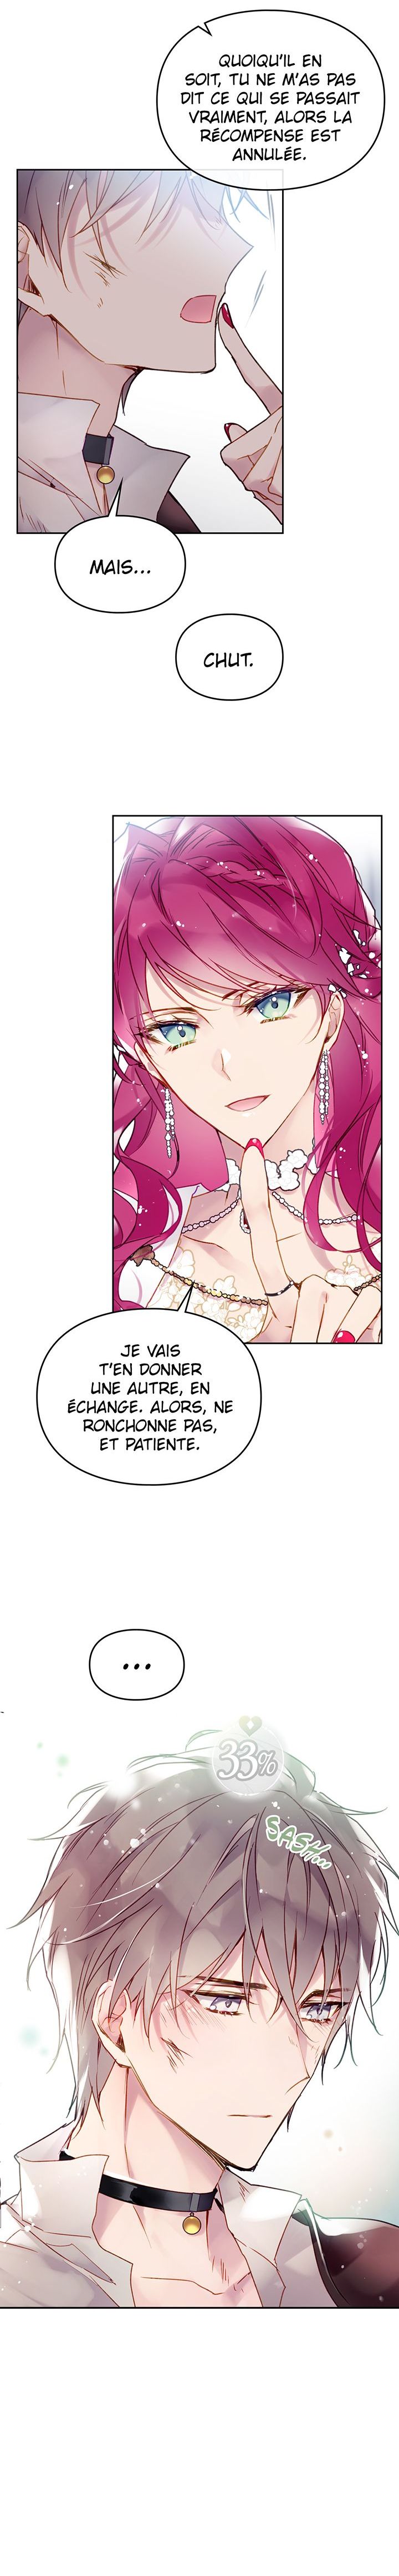 QUOIQU'IL EN
SOIT, TU NE M'AS PAS
DIT CE QUI SE PASSAIT
VRAIMENT, ALORS LA
RÉCOMPENSE EST
ANNULÉE.
MAIS...
CHUT.
JE VAIS
T'EN DONNER
UNE AUTRE, EN
ÉCHANGE. ALORS, NE
RONCHONNE PAS,
ET PATIENTE.
...
33%
SASH...